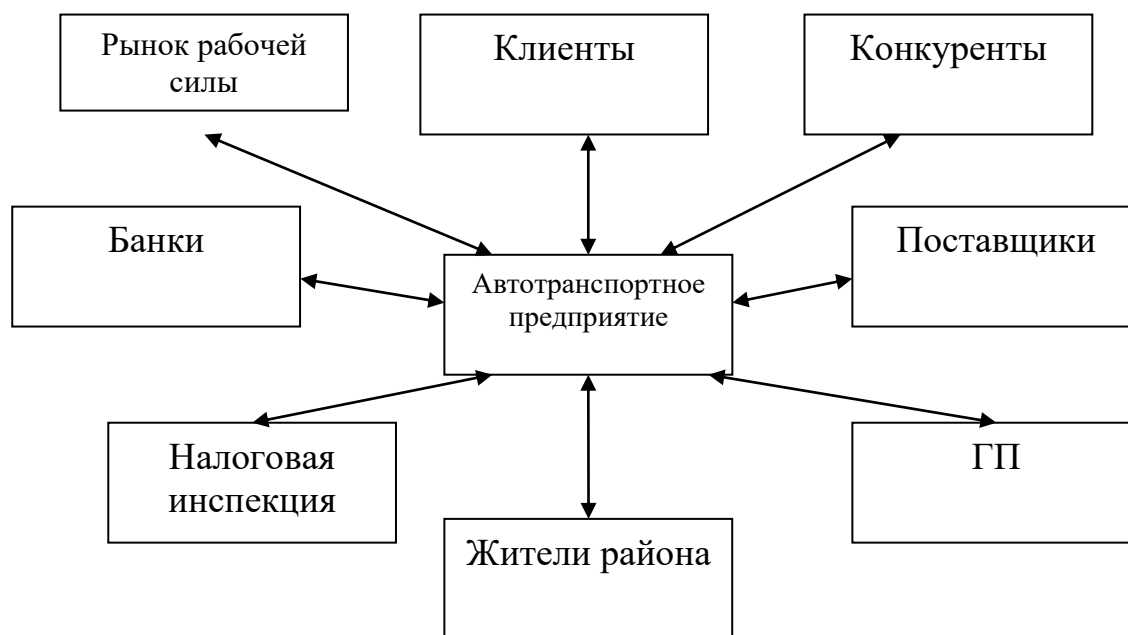 Рынок рабочей
силы
Клиенты
Конкуренты
Банки
Автотранспортное
предприятие
Поставщики
Налоговая
инспекция
Жители района
ГП